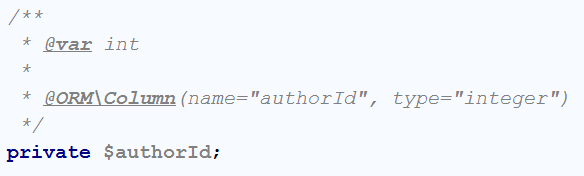 /**
 * @var int
 *
 * @ORM\Column(name="authorId", type="integer")
 */
private $authorId;